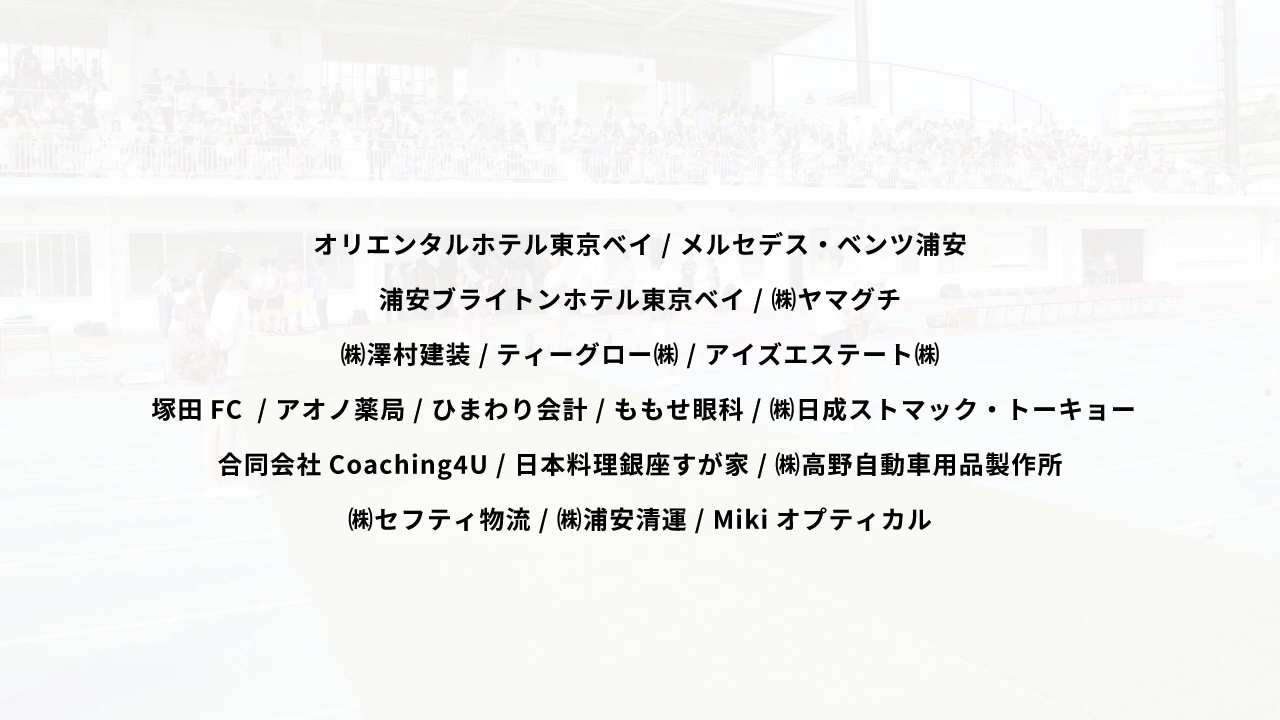 オリエンタルホテル東京ベイ / メルセデス・ベンツ浦安
浦安ブライトンホテル東京ベイ / ㈱ヤマグチ
㈱澤村建装 / ティーグロー㈱ / アイズエステート㈱
塚田 FC / アオノ薬局 / ひまわり会計 / ももせ眼科 / ㈱日成ストマック・トーキョー
合同会社 Coaching4U / 日本料理銀座すが家 / ㈱高野自動車用品製作所
㈱セフティ物流 / ㈱浦安清運 / Miki オプティカル